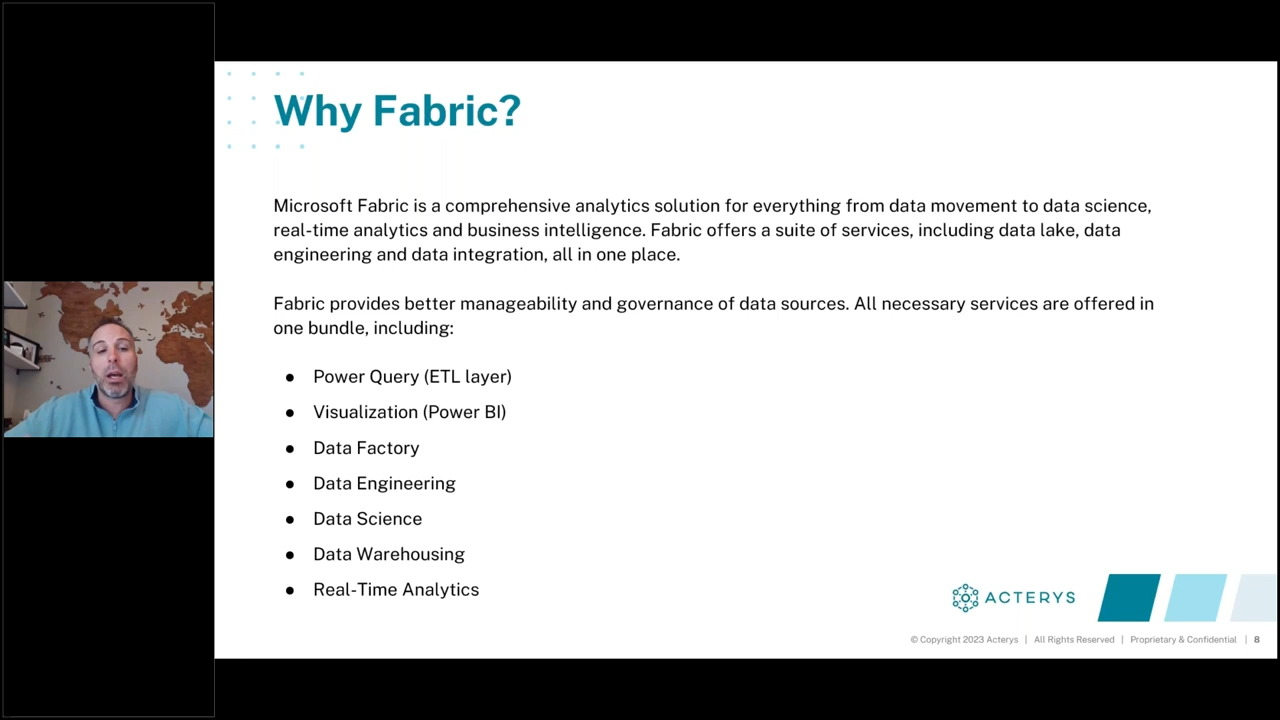 Why Fabric?
Microsoft Fabric is a comprehensive analytics solution for everything from data movement to data science,
real-time analytics and business intelligence. Fabric offers a suite of services, including data lake, data
engineering and data integration, all in one place.
Fabric provides better manageability and governance of data sources. All necessary services are offered in
one bundle, including:
● Power Query (ETL layer)
● Visualization (Power BI)
● Data Factory
● Data Engineering
● Data Science
● Data Warehousing
● Real-Time Analytics
ACTERYS
© Copyright 2023 Acterys | All Rights Reserved | Proprietary & Confidential | 8